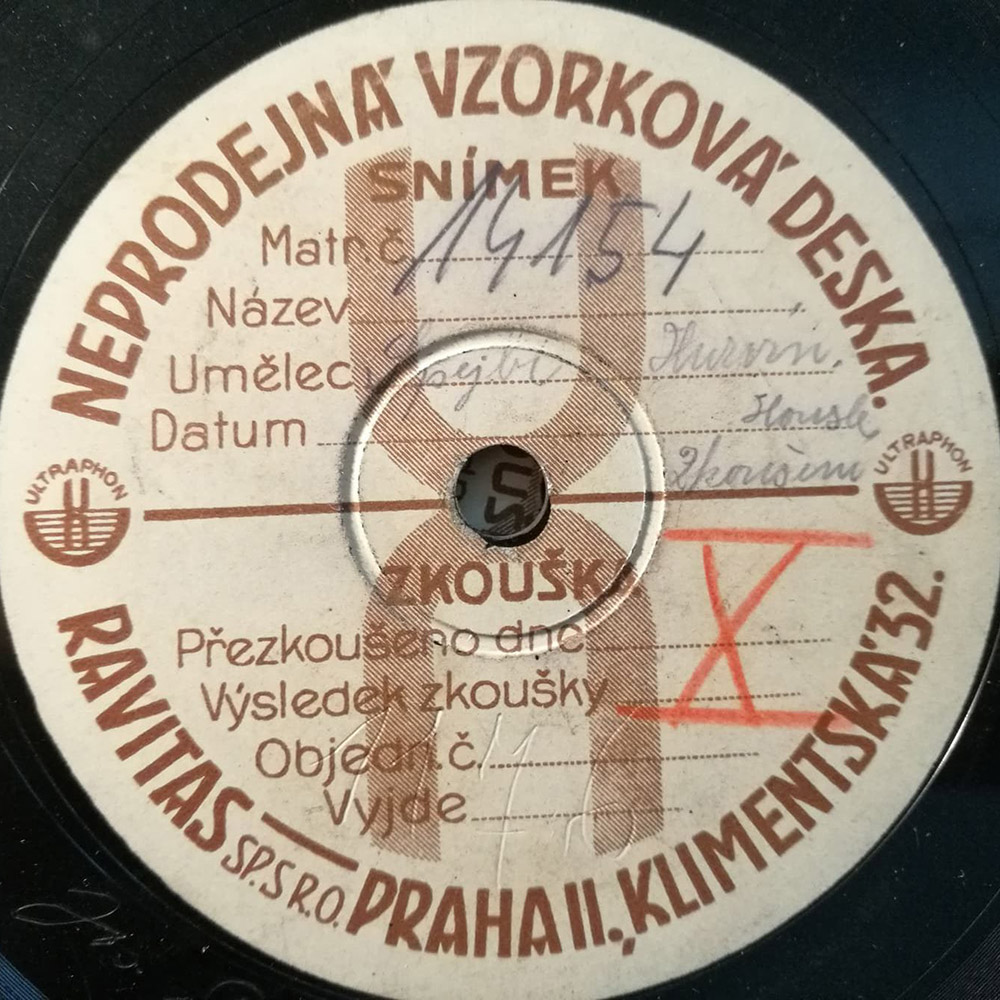 NEPRODEJNÁ VZORKOVÁ DESKA.
SNÍMEK
Matr.č. 14154
Název
Umělec Spejbl Hurvín.
Housle
Datum
zkoušení
ULTRAPHON
ULTRAPHON
ZKOUŠKA
Přezkoušeno dne
X
Výsledek zkoušky
Objedn.č.
Vyjde
RAVITAS SP.S R.O. PRAHA II., KLIMENTSKÁ 32.